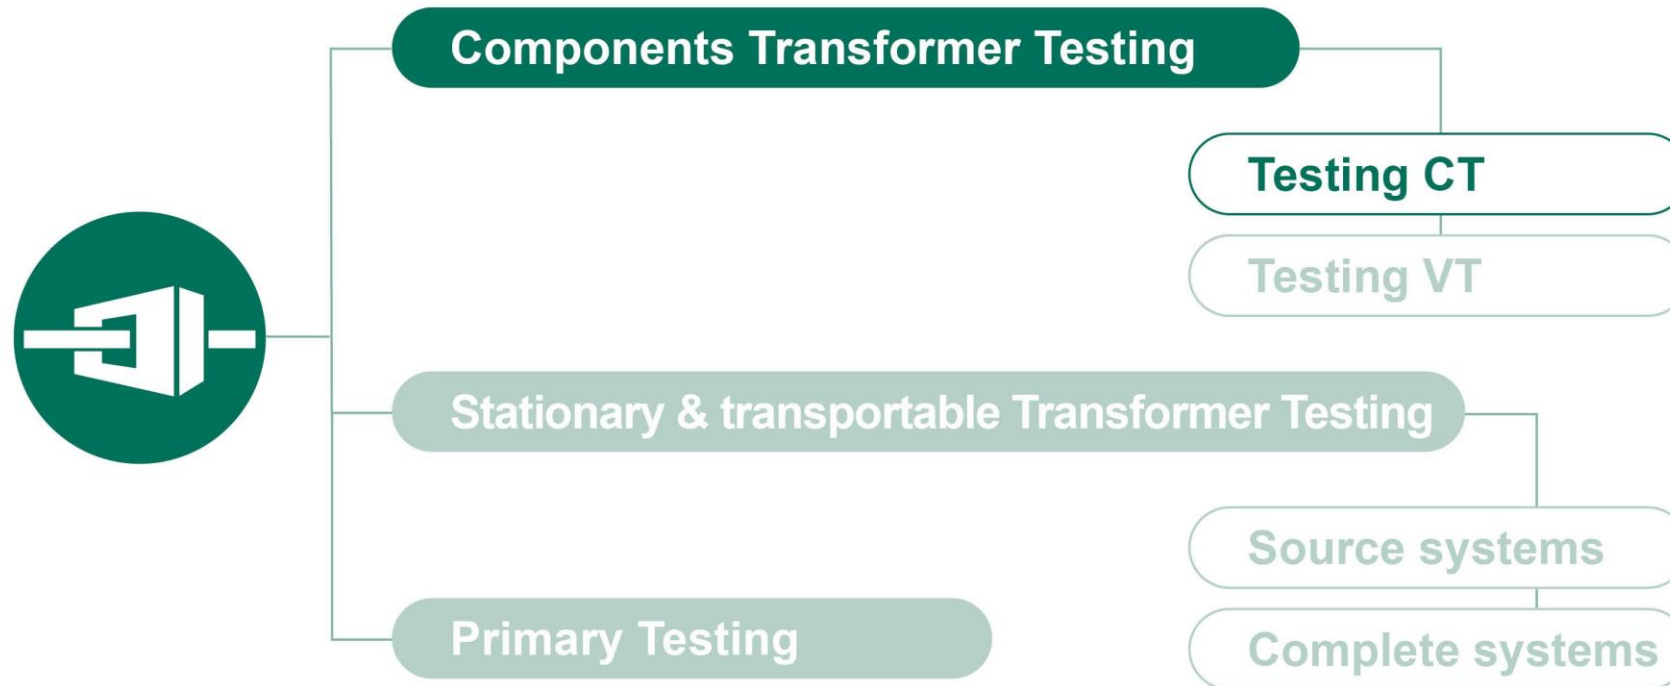 Components Transformer Testing
Testing CT
Testing VT
Stationary & transportable Transformer Testing
Source systems
Primary Testing
Complete systems